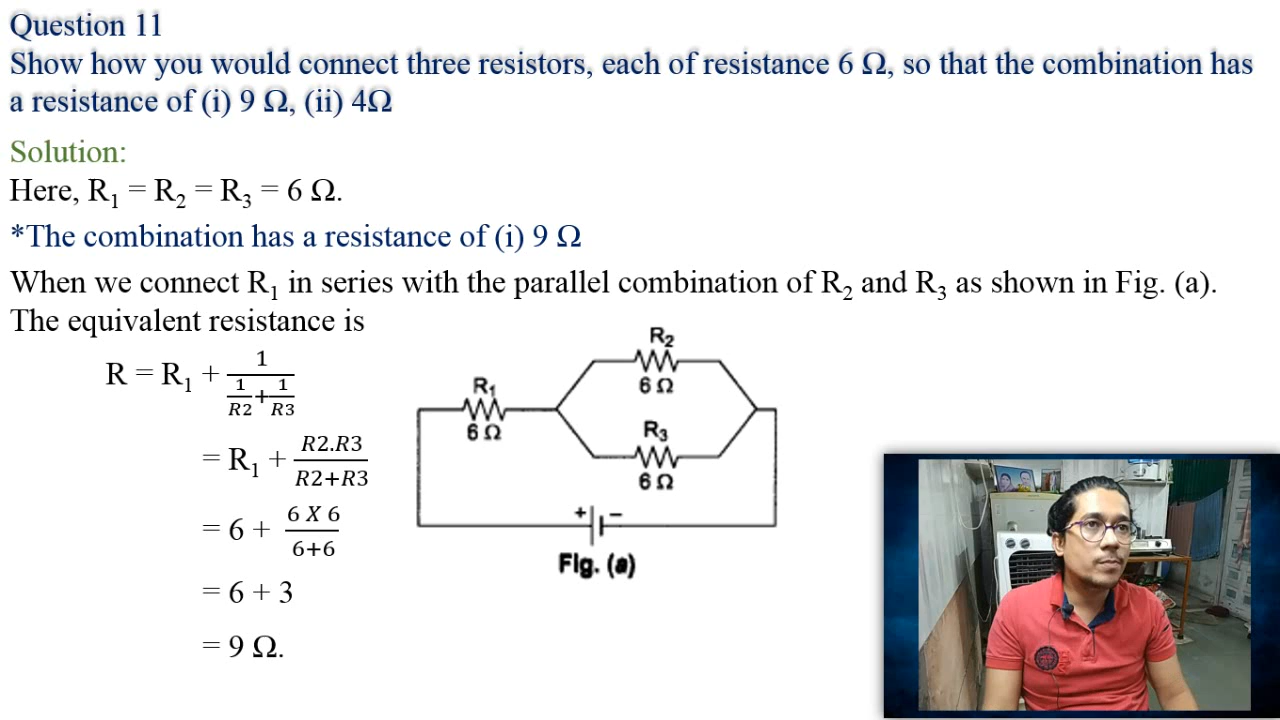 Question 11
Show how you would connect three resistors, each of resistance 6 Ω, so that the combination has
a resistance of (i) 9 Ω, (ii) 4Ω
Solution:
Here, R₁ = R₂ = R₃ = 6 Ω.
*The combination has a resistance of (i) 9 Ω
When we connect R₁ in series with the parallel combination of R₂ and R₃ as shown in Fig. (a).
The equivalent resistance is
R = R₁ + 1/(1/R2+1/R3)
= R₁ + R2.R3/R2+R3
= 6 + 6 X 6/6+6
= 6 + 3
= 9 Ω.
R₂
6 Ω
R₁
6 Ω
R₃
6 Ω
+ −
Fig. (a)